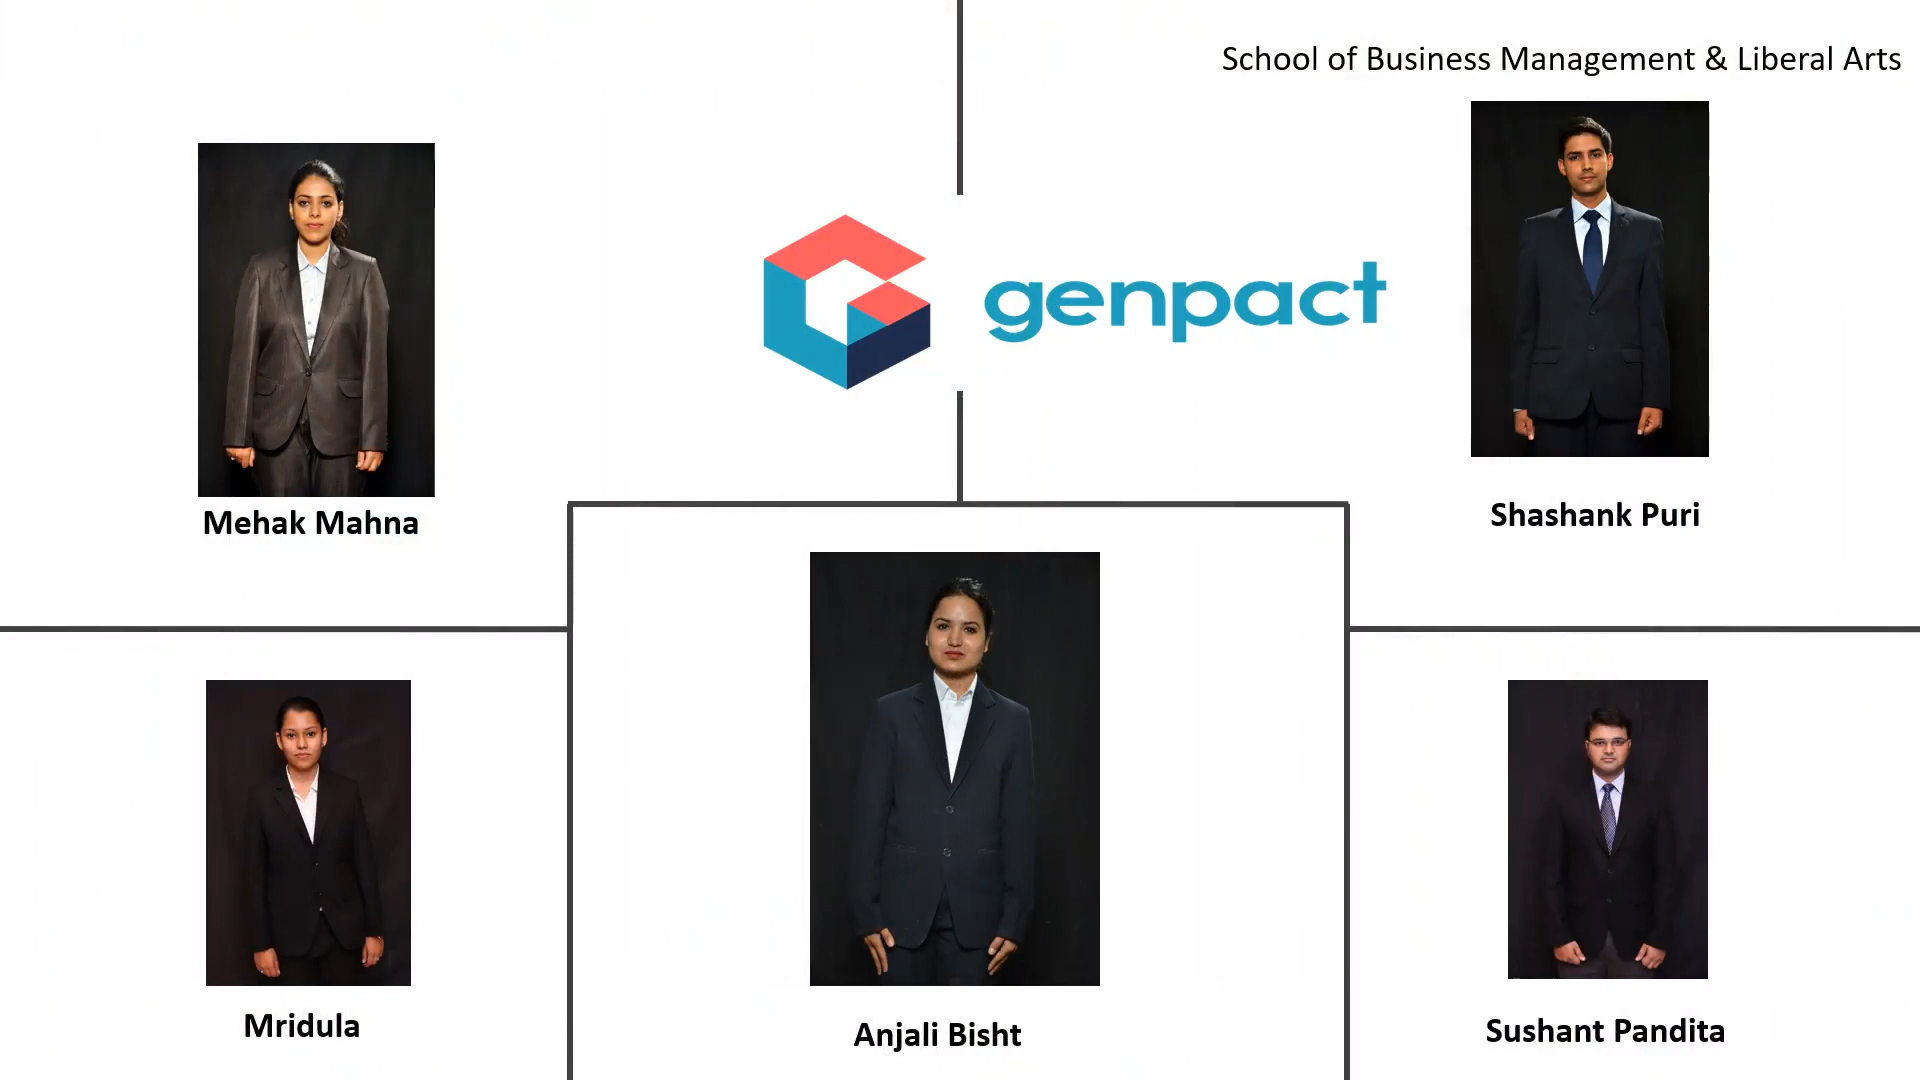 School of Business Management & Liberal Arts
genpact
Mehak Mahna
Shashank Puri
Mridula
Anjali Bisht
Sushant Pandita